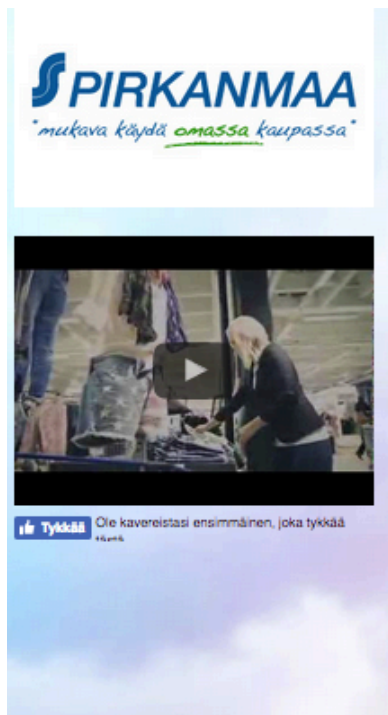 S PIRKANMAA
"mukava käydä omassa kaupassa"
Tykkää
Ole kavereistasi ensimmäinen, joka tykkää